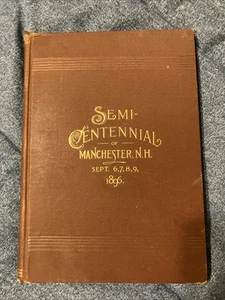 SEMI-
CENTENNIAL
OF
MANCHESTER, N.H.
SEPT. 6,7,8,9,
1896.